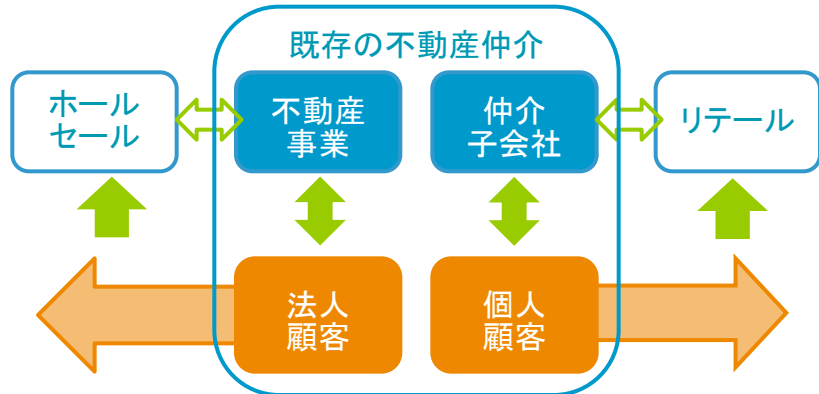 既存の不動産仲介
ホール
セール
不動産
事業
仲介
子会社
リテール
法人
顧客
個人
顧客